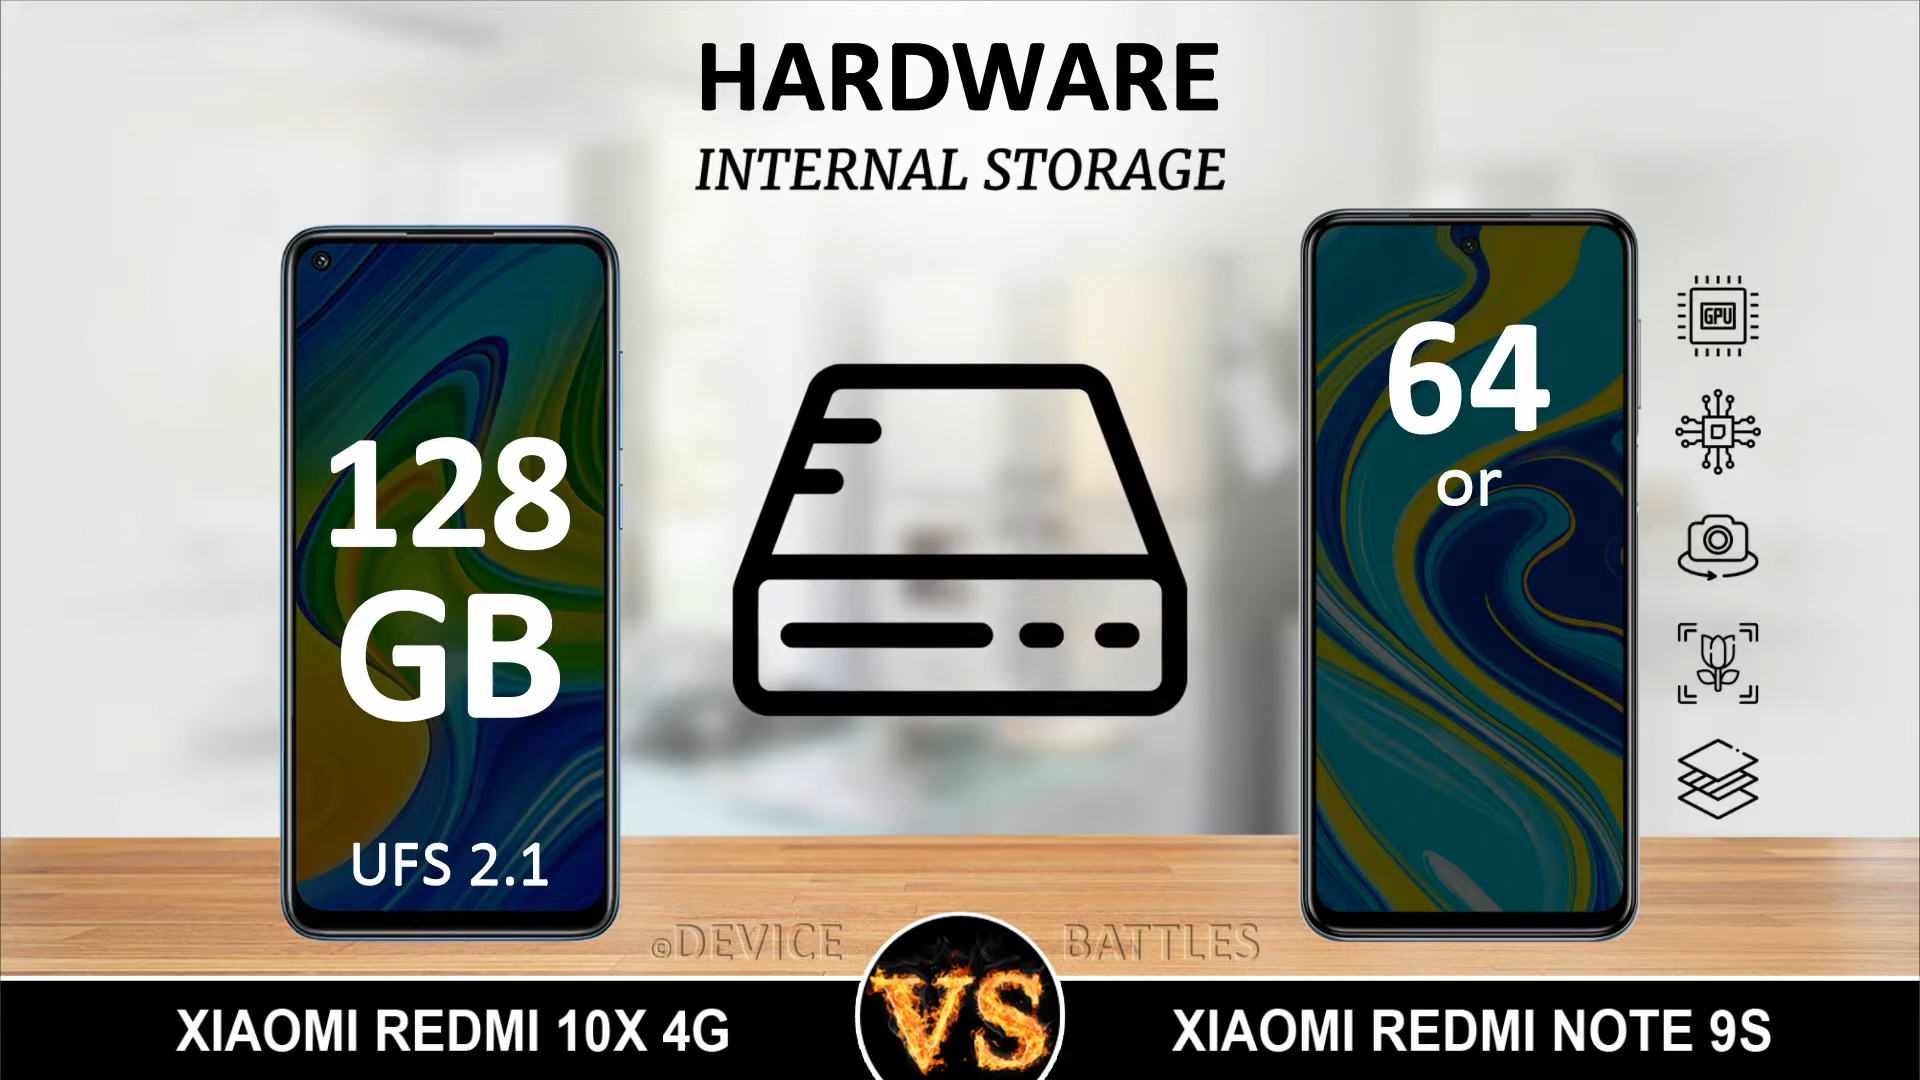 HARDWARE
INTERNAL STORAGE
128
GB
UFS 2.1
64
or
GPU
©DEVICE BATTLES
XIAOMI REDMI 10X 4G
VS
XIAOMI REDMI NOTE 9S